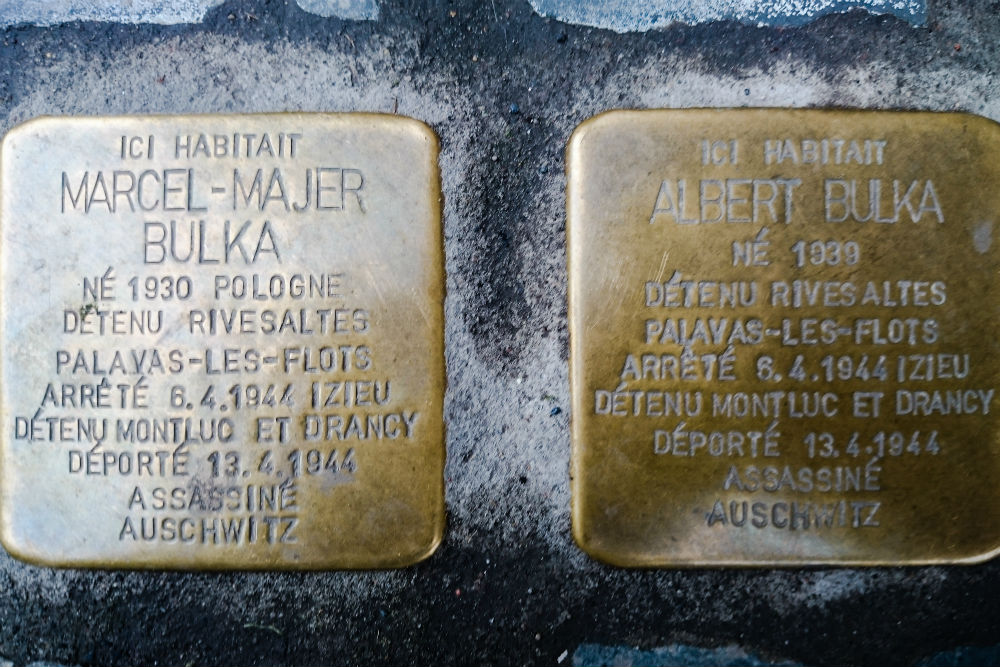 ICI HABITAIT
MARCEL-MAJER
BULKA
NÉ 1930 POLOGNE
DÉTENU RIVESALTES
PALAVAS-LES-FLOTS
ARRÊTÉ 6.4.1944 IZIEU
DÉTENU MONTLUC ET DRANCY
DÉPORTÉ 13.4.1944
ASSASSINÉ
AUSCHWITZ
ICI HABITAIT
ALBERT BULKA
NÉ 1939
DÉTENU RIVESALTES
PALAVAS-LES-FLOTS
ARRÊTÉ 6.4.1944 IZIEU
DÉTENU MONTLUC ET DRANCY
DÉPORTÉ 13.4.1944
ASSASSINÉ
AUSCHWITZ